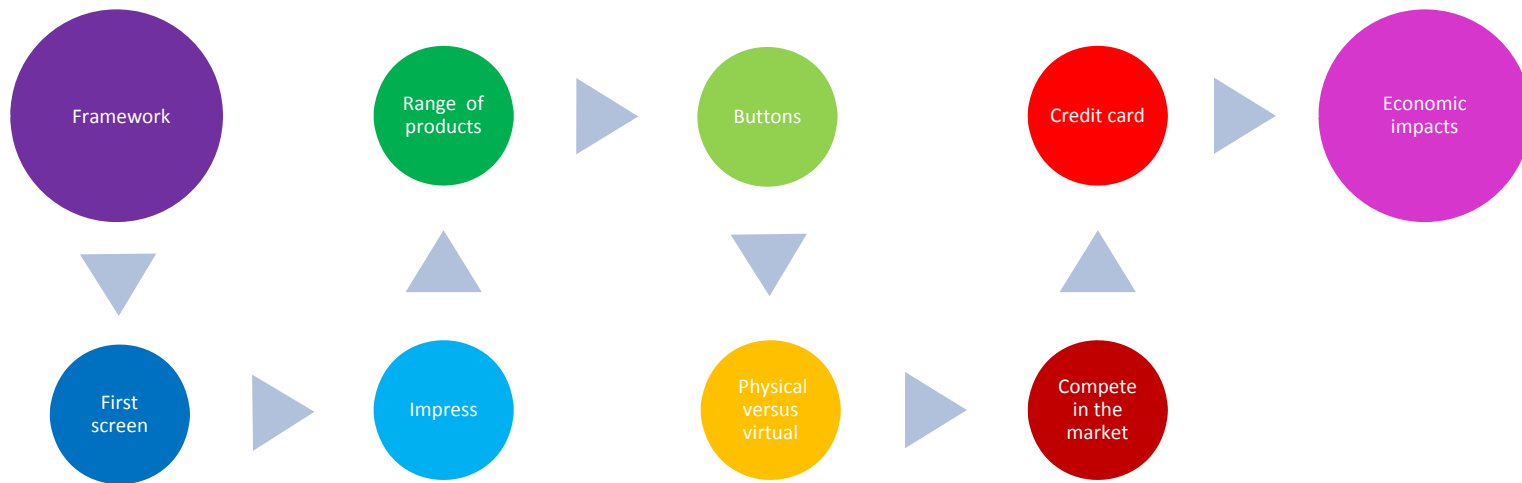 Framework
First
screen
Impress
Range of
products
Buttons
Physical
versus
virtual
Compete
in the
market
Credit card
Economic
impacts